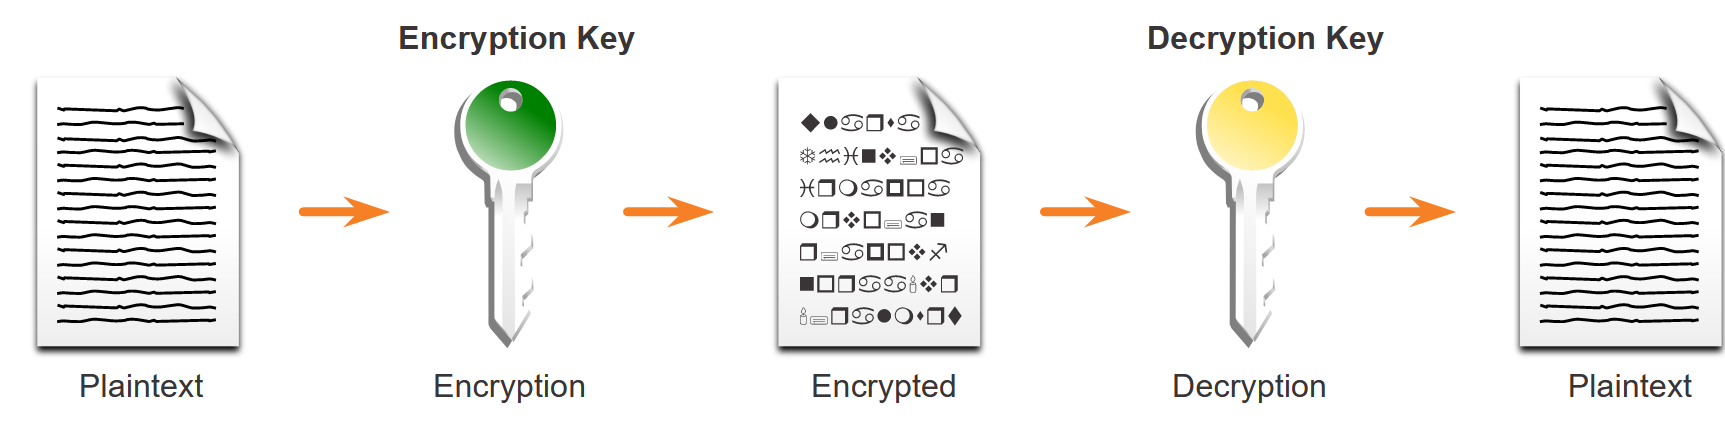 Encryption Key
Decryption Key
Plaintext
Encryption
Encrypted
Decryption
Plaintext